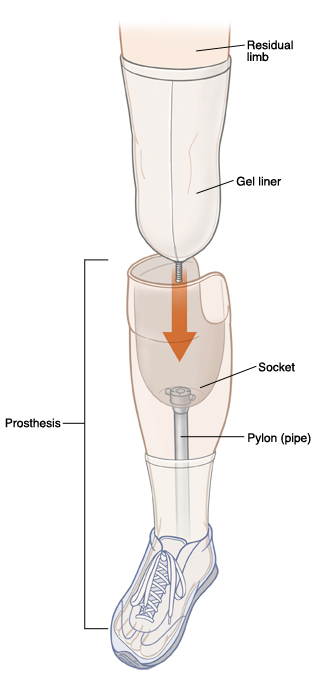 Residual
limb
Gel liner
Socket
Prosthesis
Pylon (pipe)